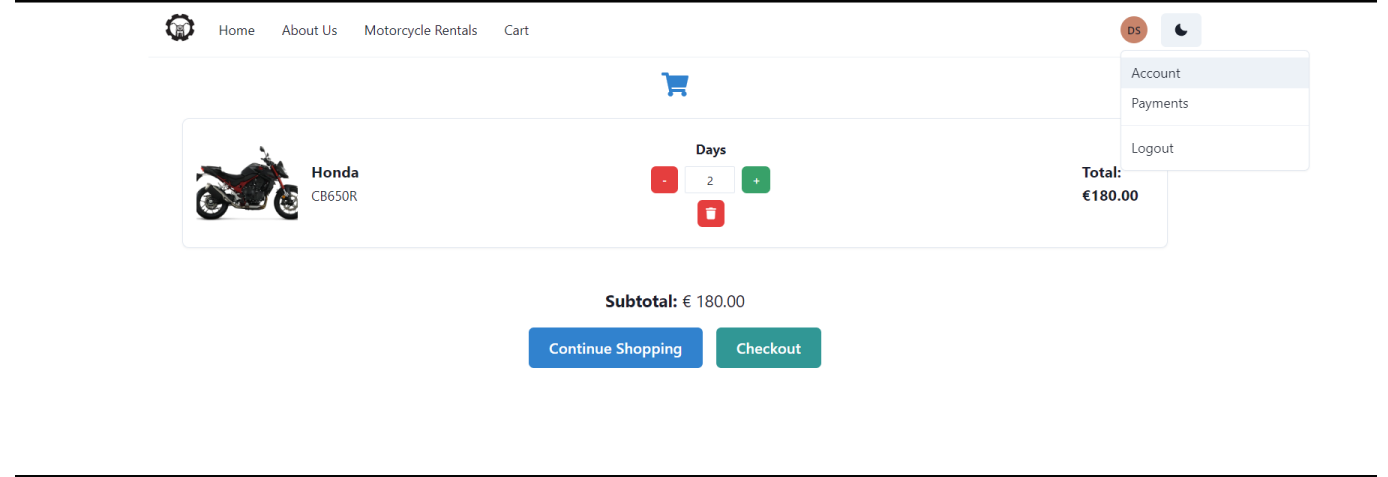 Home About Us Motorcycle Rentals Cart DS
Account
Payments
Logout
Honda
CB650R
Days
- 2 +
Total:
€180.00
Subtotal: € 180.00
Continue Shopping Checkout